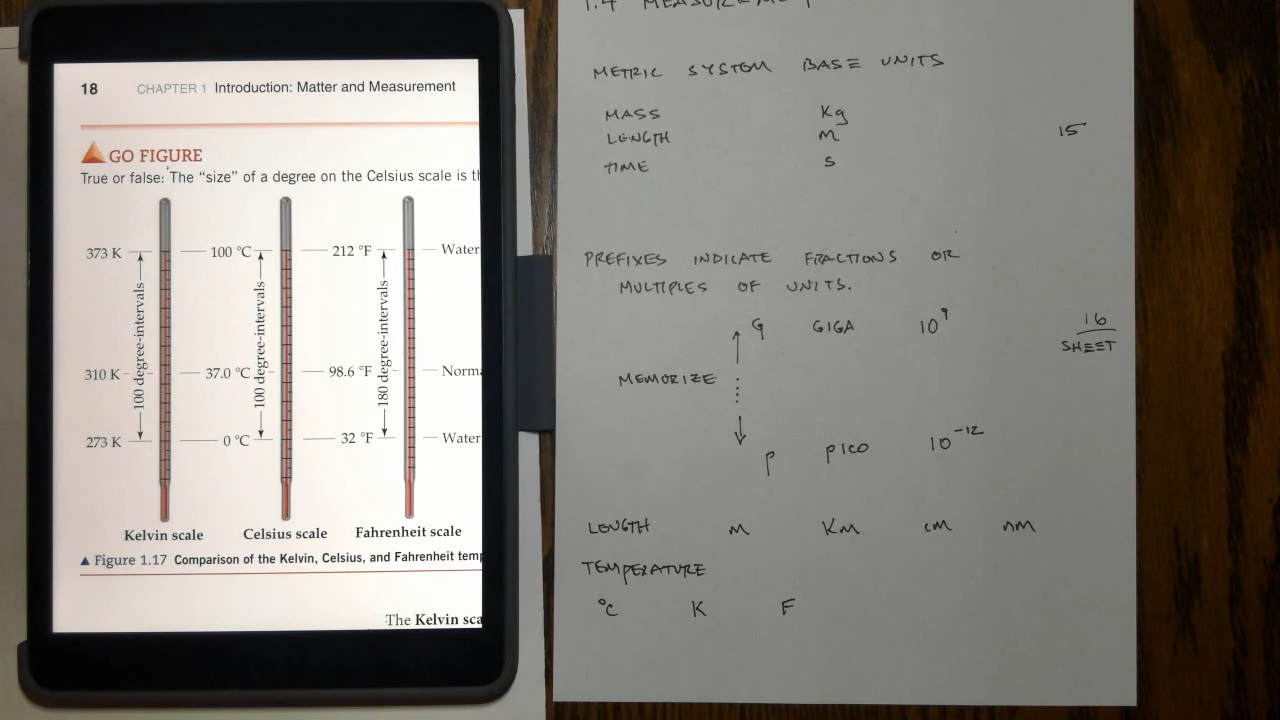 18 CHAPTER 1 Introduction: Matter and Measurement
GO FIGURE
True or false: The “size” of a degree on the Celsius scale is
373 K 100 °C 212 °F Water
100 degree-intervals 100 degree-intervals 180 degree-intervals
310 K 37.0 °C 98.6 °F
273 K 0 °C 32 °F Water
Kelvin scale Celsius scale Fahrenheit scale
▲ Figure 1.17 Comparison of the Kelvin, Celsius, and Fahrenheit
The Kelvin
1.4 MEASUREMENT
METRIC SYSTEM BASE UNITS
MASS Kg
LENGTH m 15
TIME s
PREFIXES INDICATE FRACTIONS OR
MULTIPLES OF UNITS.
G GIGA 10⁹ 16
SHEET
MEMORIZE
p pico 10⁻¹²
LENGTH m Km cm nm
TEMPERATURE
°C K F